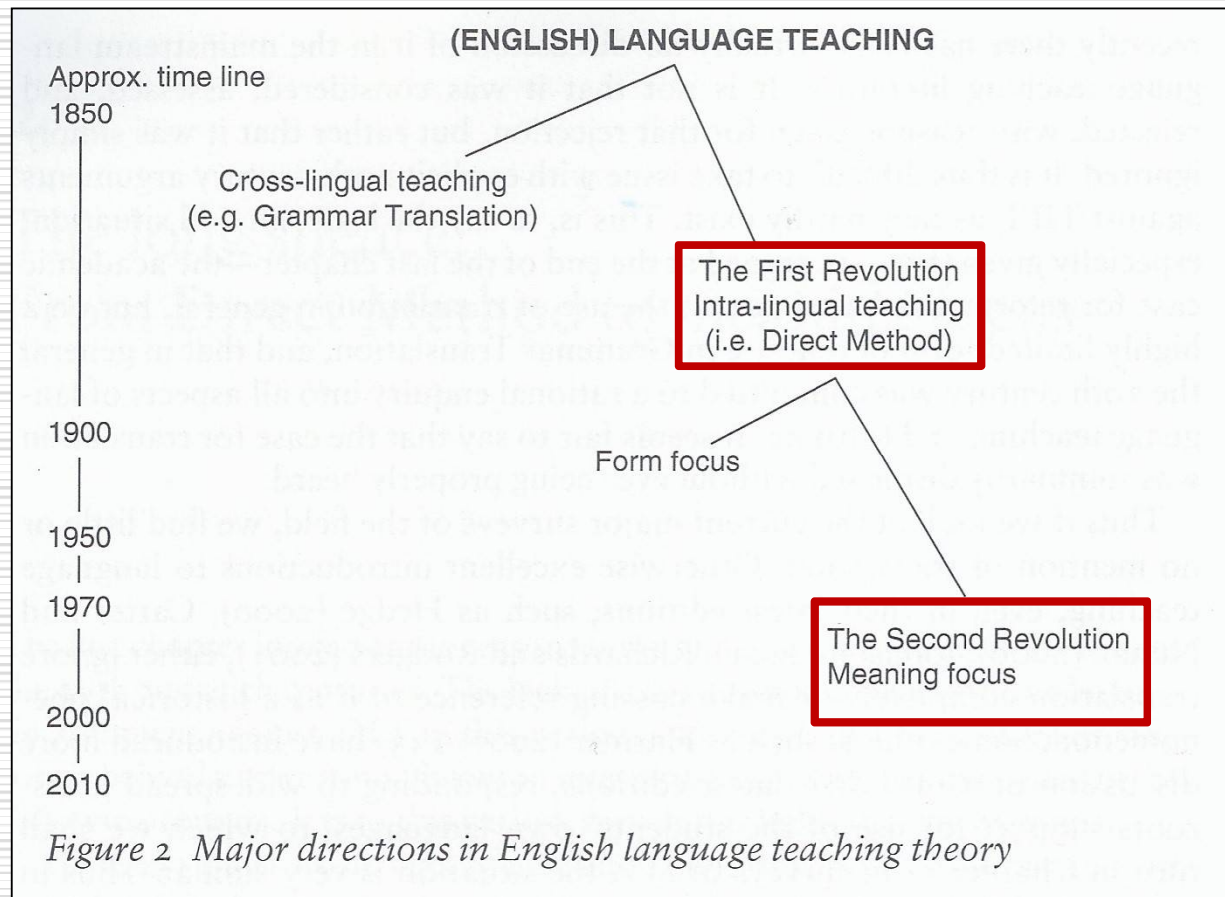 (ENGLISH) LANGUAGE TEACHING
Approx. time line
1850
Cross-lingual teaching
(e.g. Grammar Translation)
The First Revolution
Intra-lingual teaching
(i.e. Direct Method)
1900
Form focus
1950
1970
The Second Revolution
Meaning focus
2000
2010
Figure 2 Major directions in English language teaching theory